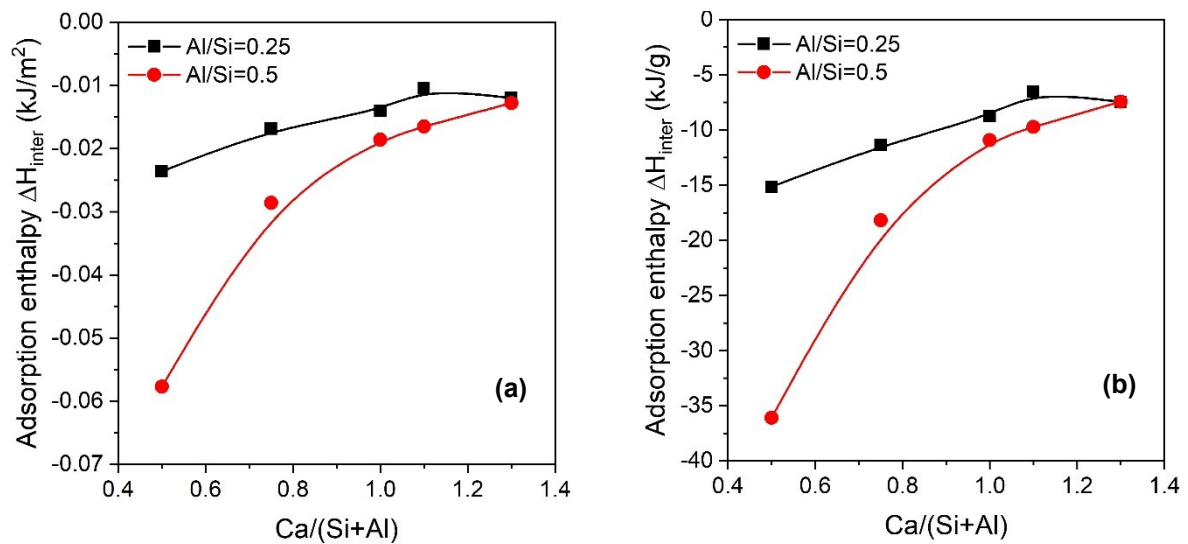 0.00
-0.01
-0.02
-0.03
-0.04
-0.05
-0.06
-0.07
Adsorption enthalpy ΔH_inter (kJ/m²)
Al/Si=0.25
Al/Si=0.5
(a)
0.4 0.6 0.8 1.0 1.2 1.4
Ca/(Si+Al)
0
-5
-10
-15
-20
-25
-30
-35
-40
Adsorption enthalpy ΔH_inter (kJ/g)
Al/Si=0.25
Al/Si=0.5
(b)
0.4 0.6 0.8 1.0 1.2 1.4
Ca/(Si+Al)